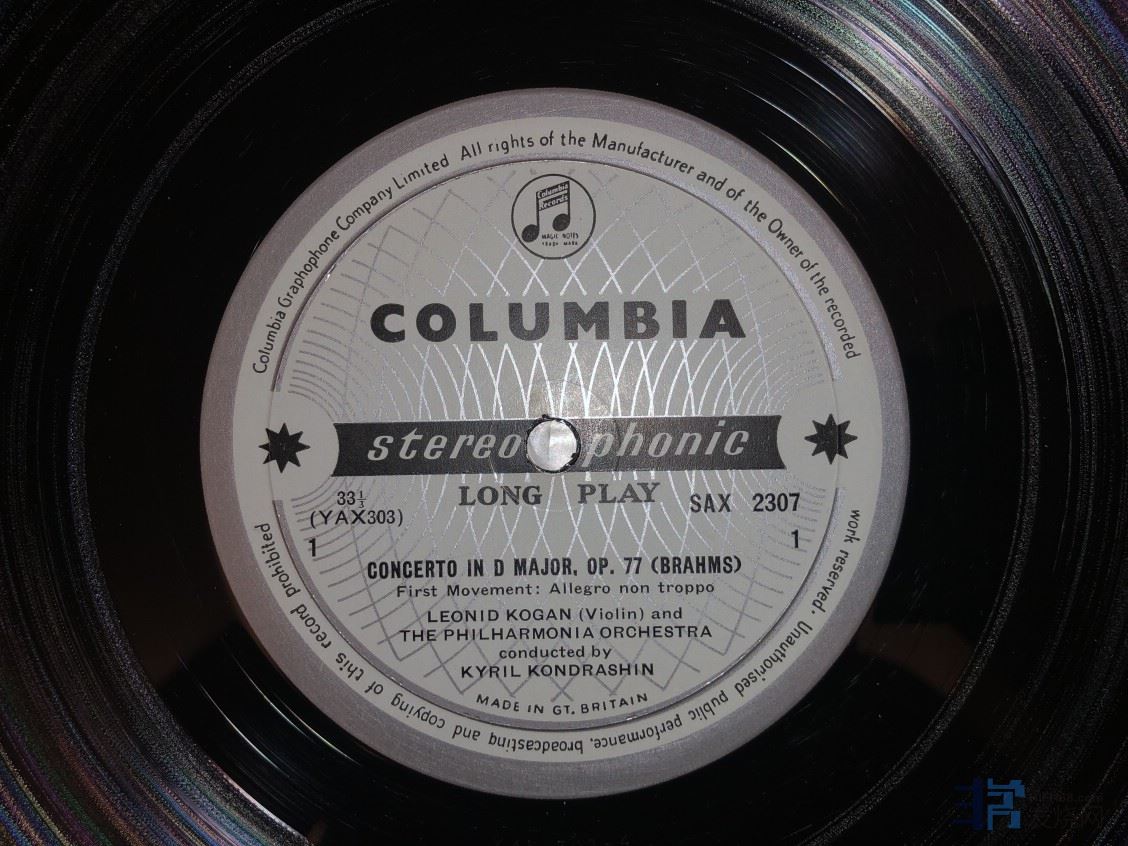 Columbia Graphophone Company Limited All rights of the Manufacturer and of the Owner of the recorded
work reserved. Unauthorised public performance, broadcasting and copying of this record prohibited
Columbia
Records
MAGIC NOTES
TRADE MARK
COLUMBIA
stereophonic
LONG PLAY
33⅓
(YAX303)
SAX 2307
1
1
CONCERTO IN D MAJOR, OP. 77 (BRAHMS)
First Movement: Allegro non troppo
LEONID KOGAN (Violin) and
THE PHILHARMONIA ORCHESTRA
conducted by
KYRIL KONDRASHIN
MADE IN GT. BRITAIN